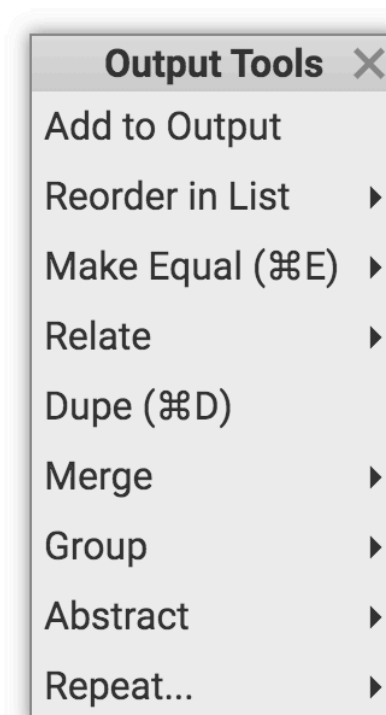 Output Tools
Add to Output
Reorder in List
Make Equal (⌘E)
Relate
Dupe (⌘D)
Merge
Group
Abstract
Repeat...